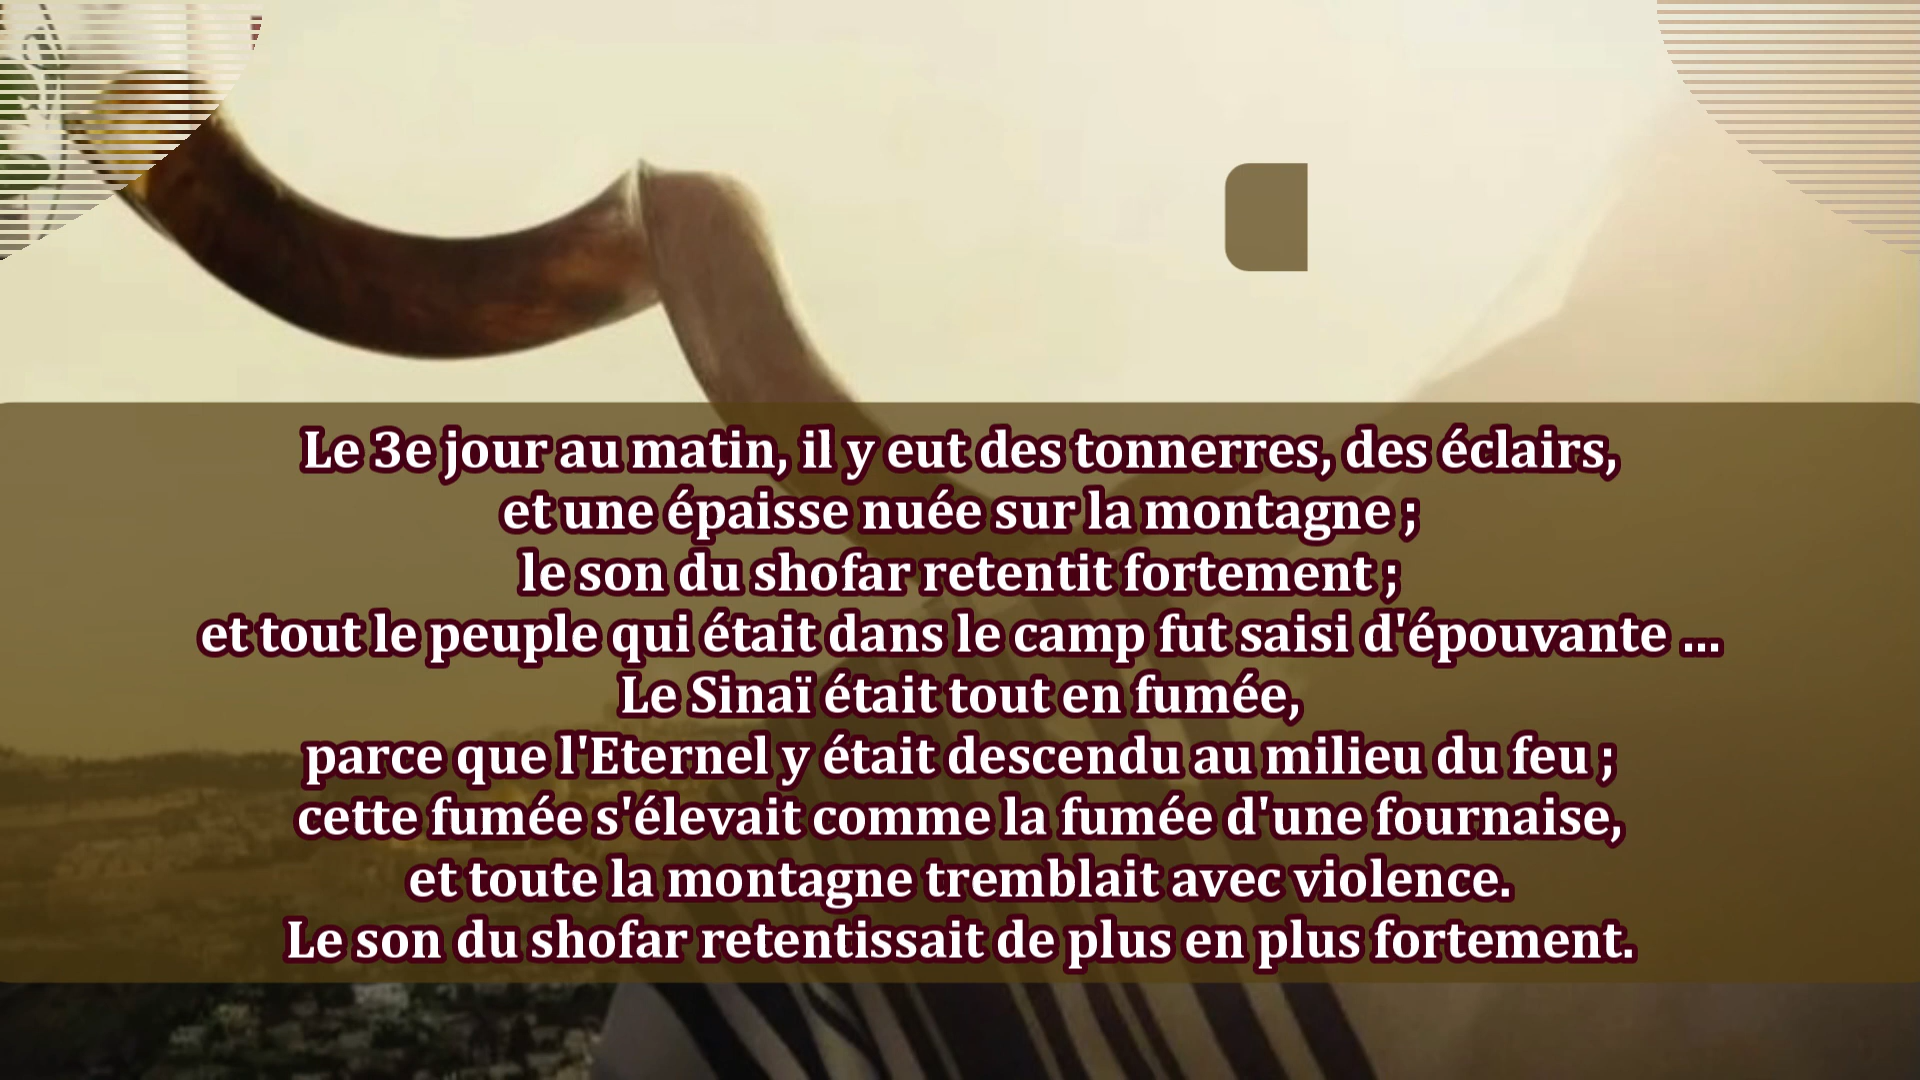 Le 3e jour au matin, il y eut des tonnerres, des éclairs,
et une épaisse nuée sur la montagne ;
le son du shofar retentit fortement ;
et tout le peuple qui était dans le camp fut saisi d'épouvante ...
Le Sinaï était tout en fumée,
parce que l'Eternel y était descendu au milieu du feu ;
cette fumée s'élevait comme la fumée d'une fournaise,
et toute la montagne tremblait avec violence.
Le son du shofar retentissait de plus en plus fortement.